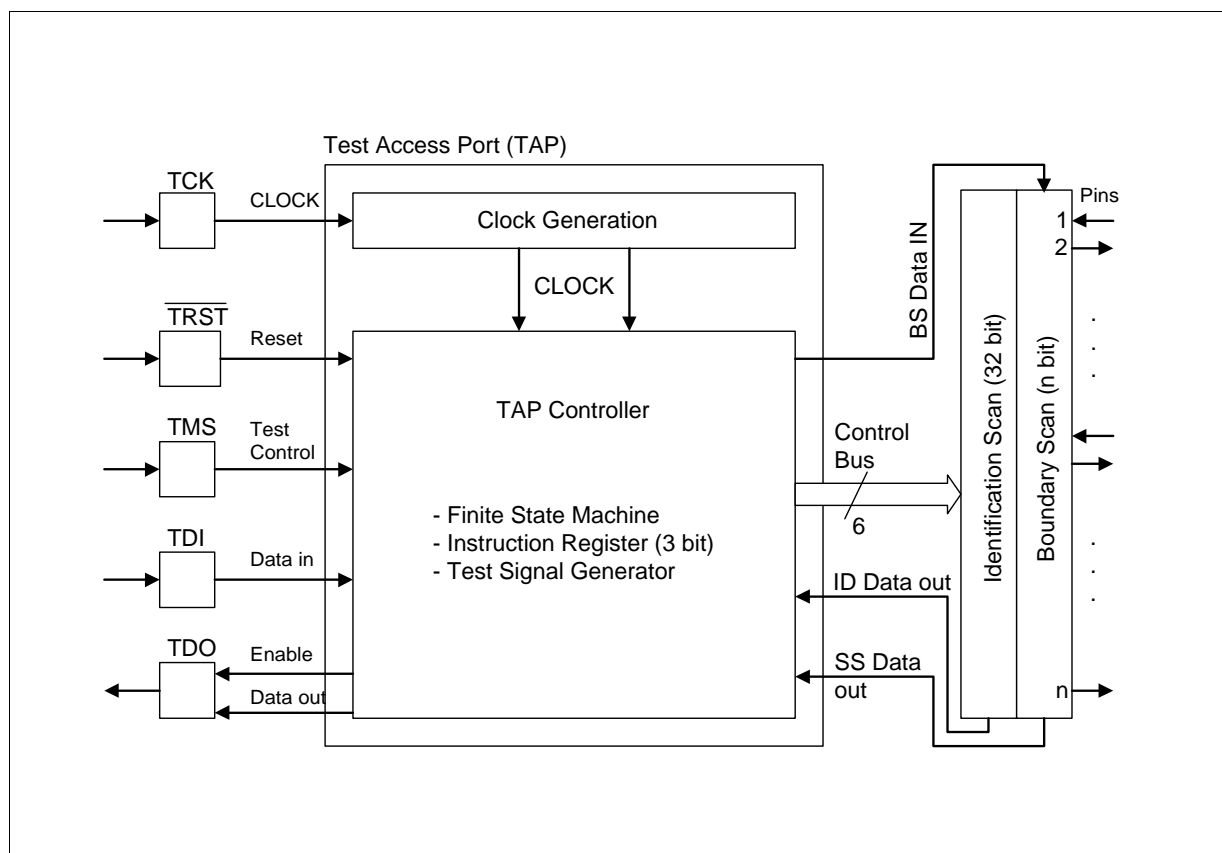 Test Access Port (TAP)
TCK
CLOCK
Clock Generation
CLOCK
TRST
Reset
TMS
Test
Control
TDI
Data in
TDO
Enable
Data out
TAP Controller
- Finite State Machine
- Instruction Register (3 bit)
- Test Signal Generator
BS Data IN
Control
Bus
6
ID Data out
SS Data
out
Identification Scan (32 bit)
Boundary Scan (n bit)
Pins
1
2
.
.
.
.
.
.
n